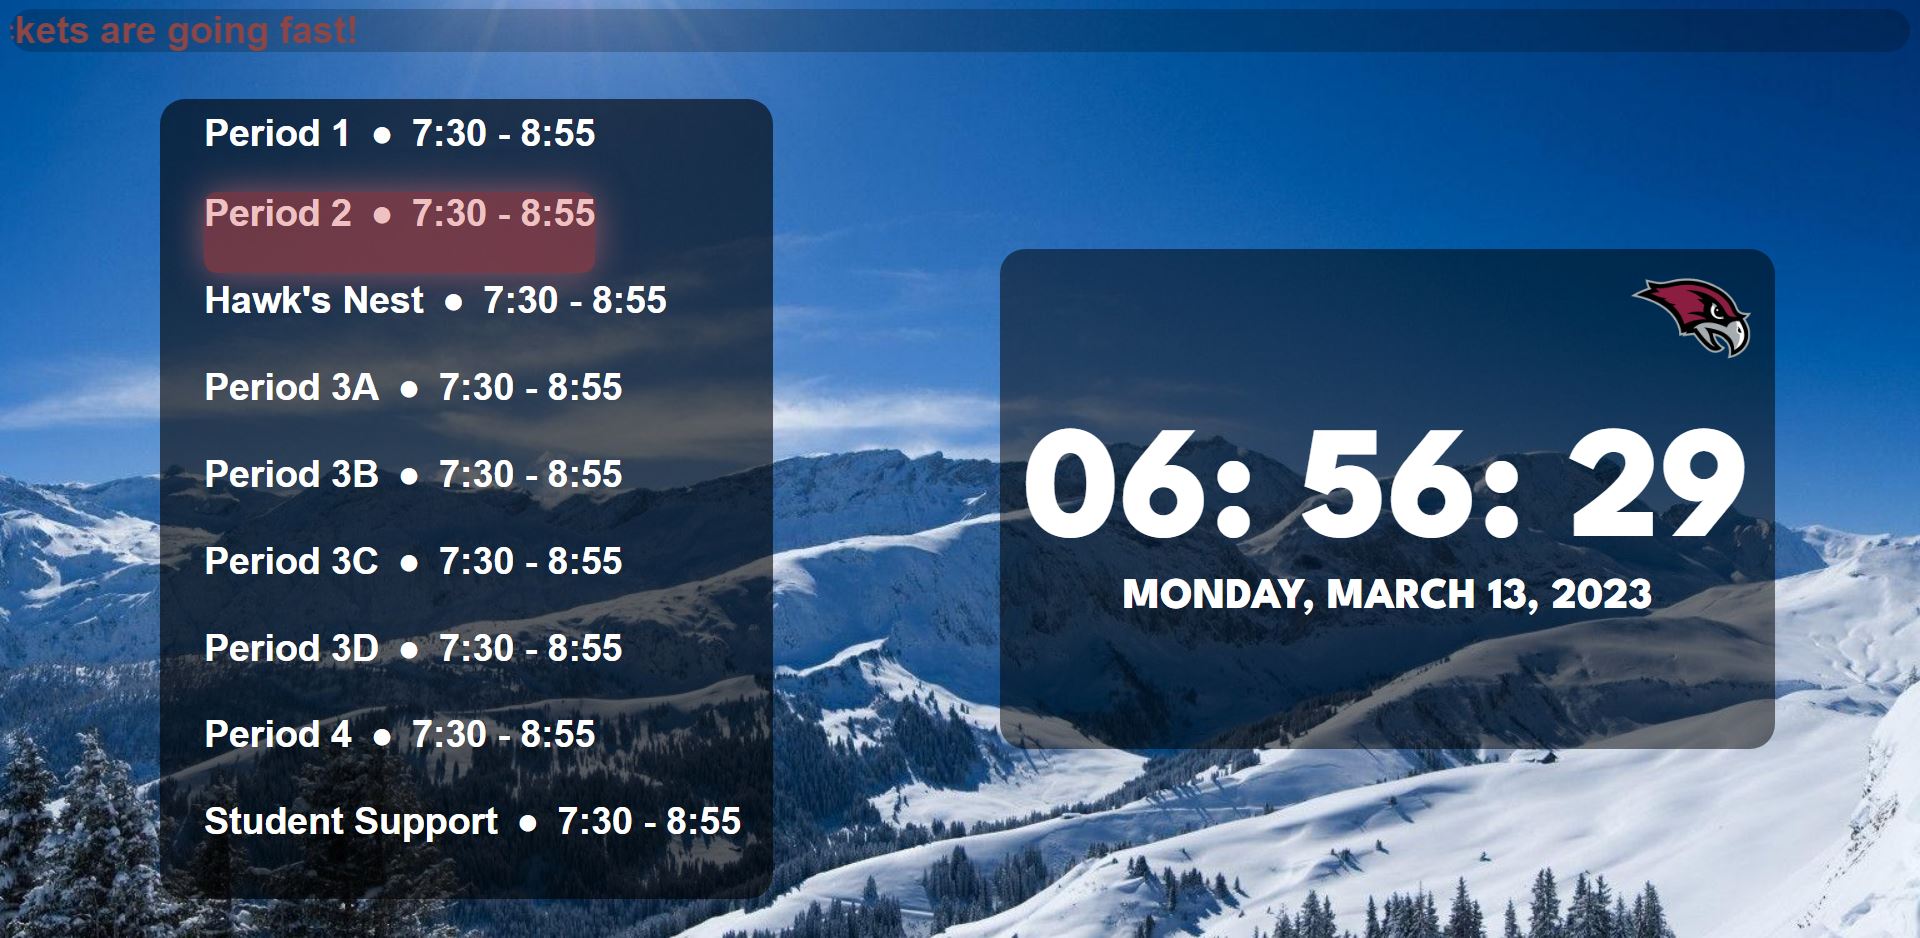 kets are going fast!
Period 1 ● 7:30 - 8:55
Period 2 ● 7:30 - 8:55
Hawk's Nest ● 7:30 - 8:55
Period 3A ● 7:30 - 8:55
Period 3B ● 7:30 - 8:55
Period 3C ● 7:30 - 8:55
Period 3D ● 7:30 - 8:55
Period 4 ● 7:30 - 8:55
Student Support ● 7:30 - 8:55
06: 56: 29
MONDAY, MARCH 13, 2023